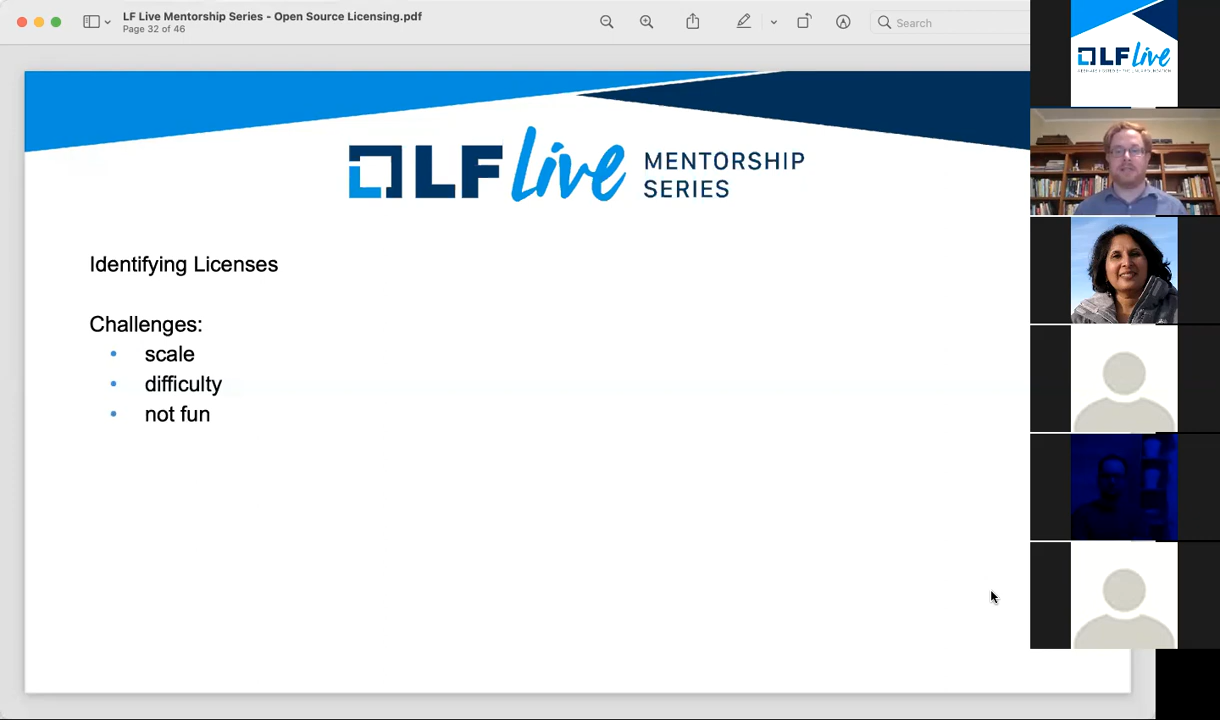 LF Live Mentorship Series - Open Source Licensing.pdf
Page 32 of 46
Search
LF Live
LF Live MENTORSHIP
SERIES
Identifying Licenses
Challenges:
• scale
• difficulty
• not fun